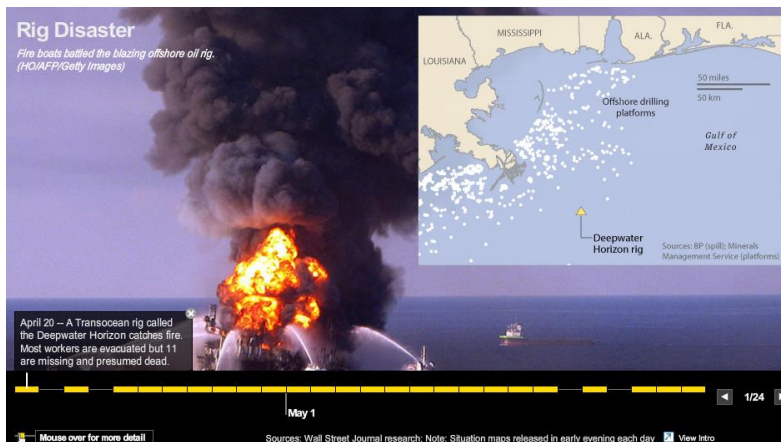 Rig Disaster
Fire boats battled the blazing offshore oil rig.
(HO/AFP/Getty Images)
MISSISSIPPI
ALA.
FLA.
LOUISIANA
50 miles
50 km
Offshore drilling
platforms
Gulf of
Mexico
Deepwater
Horizon rig
Sources: BP (spill); Minerals
Management Service (platforms)
April 20 -- A Transocean rig called
the Deepwater Horizon catches fire.
Most workers are evacuated but 11
are missing and presumed dead.
1/24
May 1
Mouse over for more detail
Sources: Wall Street Journal research; Note: Situation maps released in early evening each day
View Intro